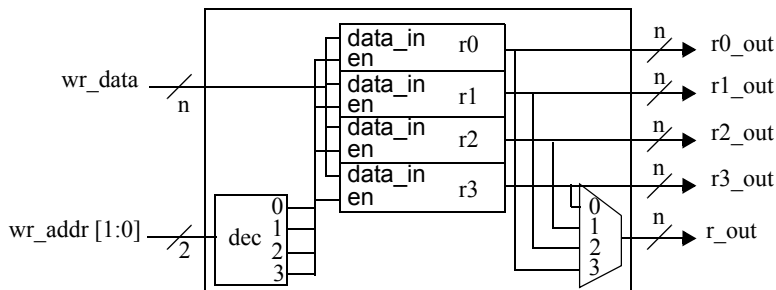 data_in r0 n r0_out
en
wr_data n data_in r1 n r1_out
en
data_in r2 n r2_out
en
data_in r3 n r3_out
en
wr_addr [1:0] 2 dec 0 1 2 3
0 1 2 3 n r_out